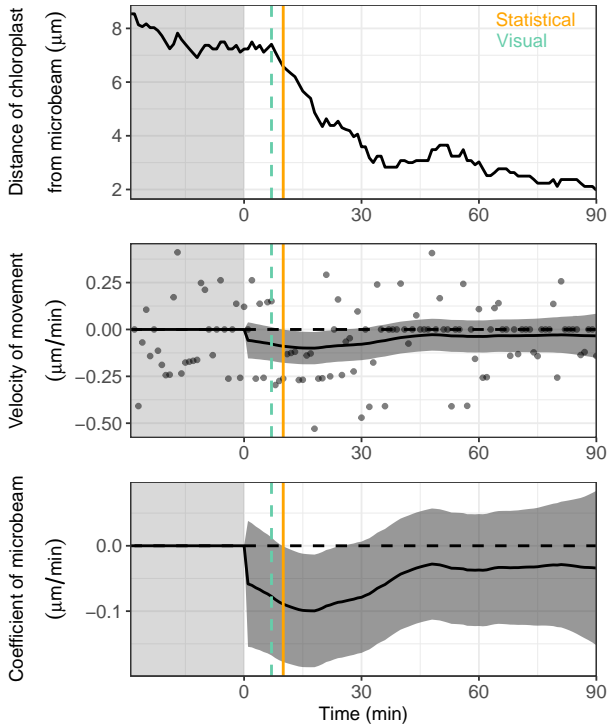 Distance of chloroplast
from microbeam (μm)
8
6
4
2
Statistical
Visual
0
30
60
90
Velocity of movement
(μm/min)
0.25
0.00
−0.25
−0.50
0
30
60
90
Coefficient of microbeam
(μm/min)
0.0
−0.1
0
30
60
90
Time (min)